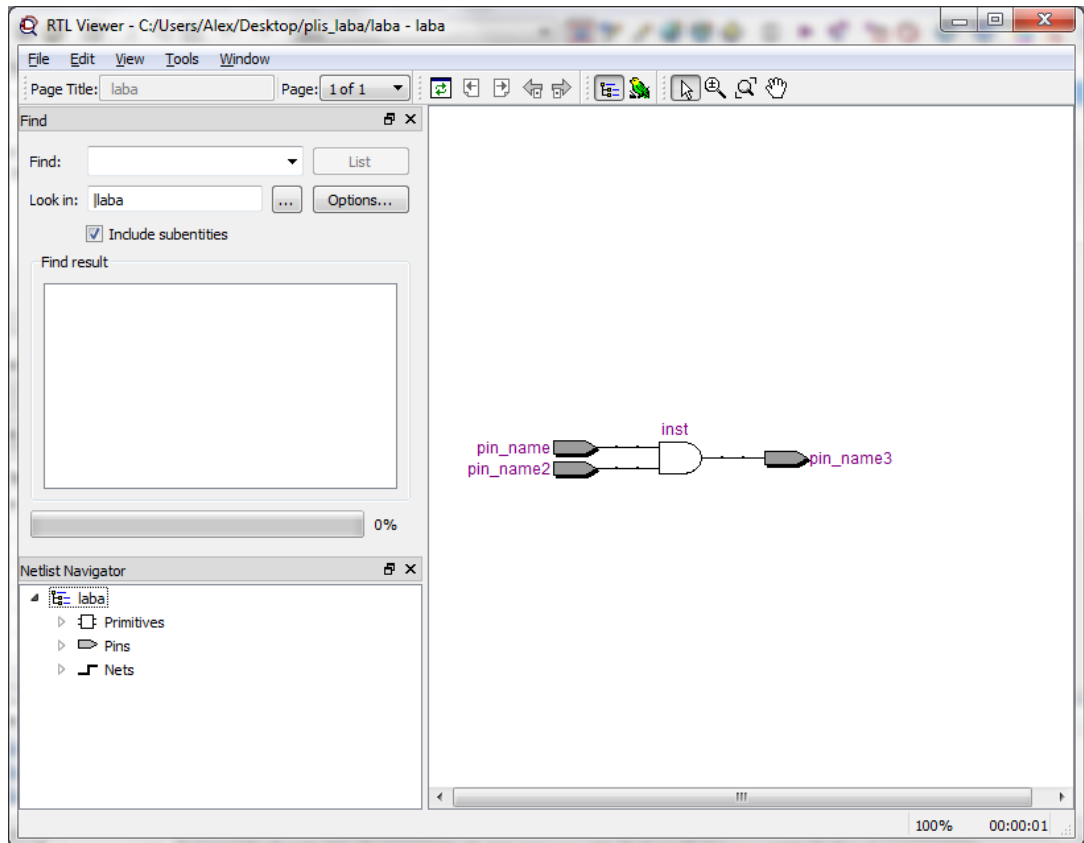 RTL Viewer - C:/Users/Alex/Desktop/plis_laba/laba - laba
File Edit View Tools Window
Page Title: laba Page: 1 of 1
Find
Find:
List
Look in: |laba ... Options...
Include subentities
Find result
0%
Netlist Navigator
laba
Primitives
Pins
Nets
inst
pin_name
pin_name2
pin_name3
100% 00:00:01